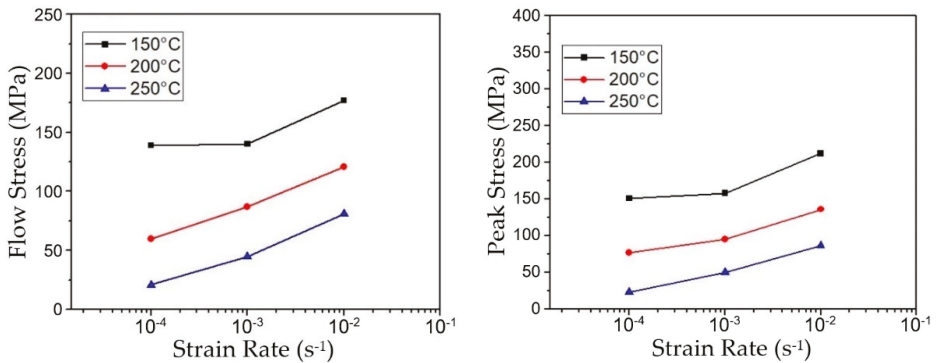 Flow Stress (MPa)
250
200
150
100
50
0
150°C
200°C
250°C
10⁻⁴ 10⁻³ 10⁻² 10⁻¹
Strain Rate (s⁻¹)
Peak Stress (MPa)
400
350
300
250
200
150
100
50
0
150°C
200°C
250°C
10⁻⁴ 10⁻³ 10⁻² 10⁻¹
Strain Rate (s⁻¹)